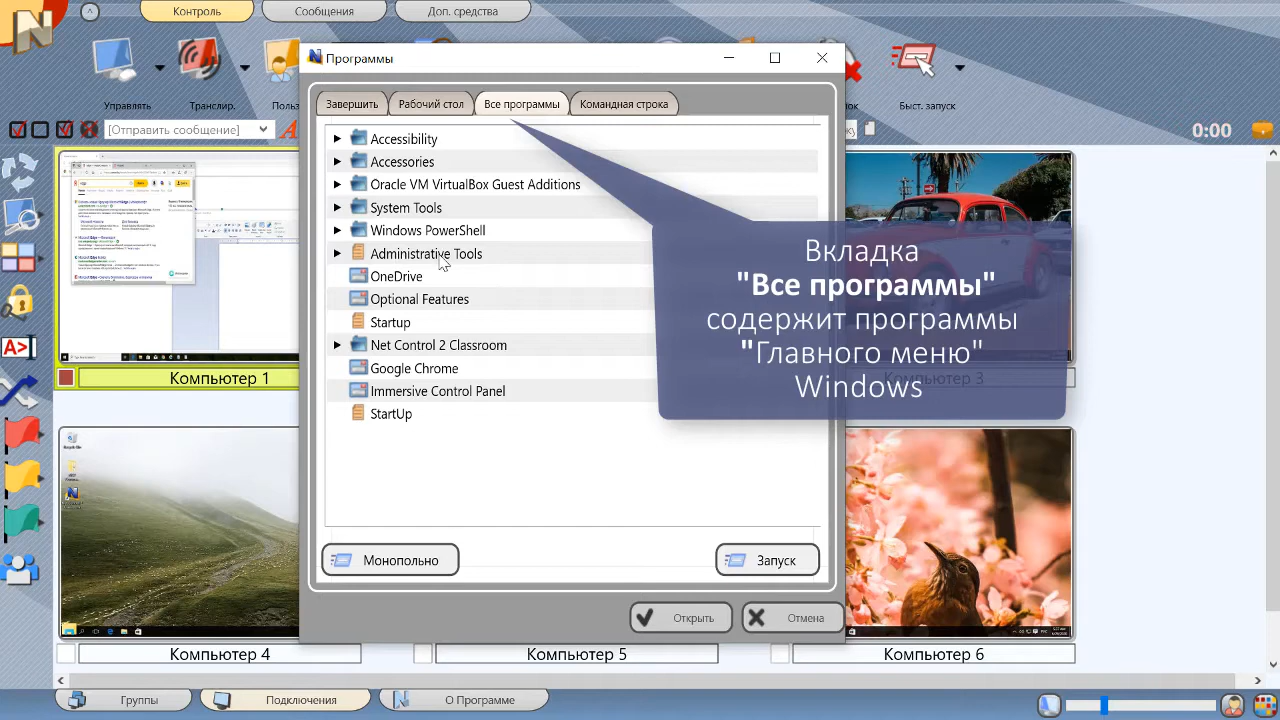 Контроль
Сообщения
Доп. средства
Программы
Управлять
Транслир.
Быст. запуск
[Отправить сообщение]
0:00
Завершить
Рабочий стол
Все программы
Командная строка
Accessibility
Accessories
Oracle VM VirtualBox Guest Additions
System Tools
Windows PowerShell
Administrative Tools
OneDrive
Optional Features
Startup
Net Control 2 Classroom
Google Chrome
Immersive Control Panel
StartUp
Вкладка
"Все программы"
содержит программы
"Главного меню"
Windows
Монопольно
Запуск
Открыть
Отмена
Компьютер 1
Компьютер 3
Компьютер 4
Компьютер 5
Компьютер 6
Группы
Подключения
О Программе